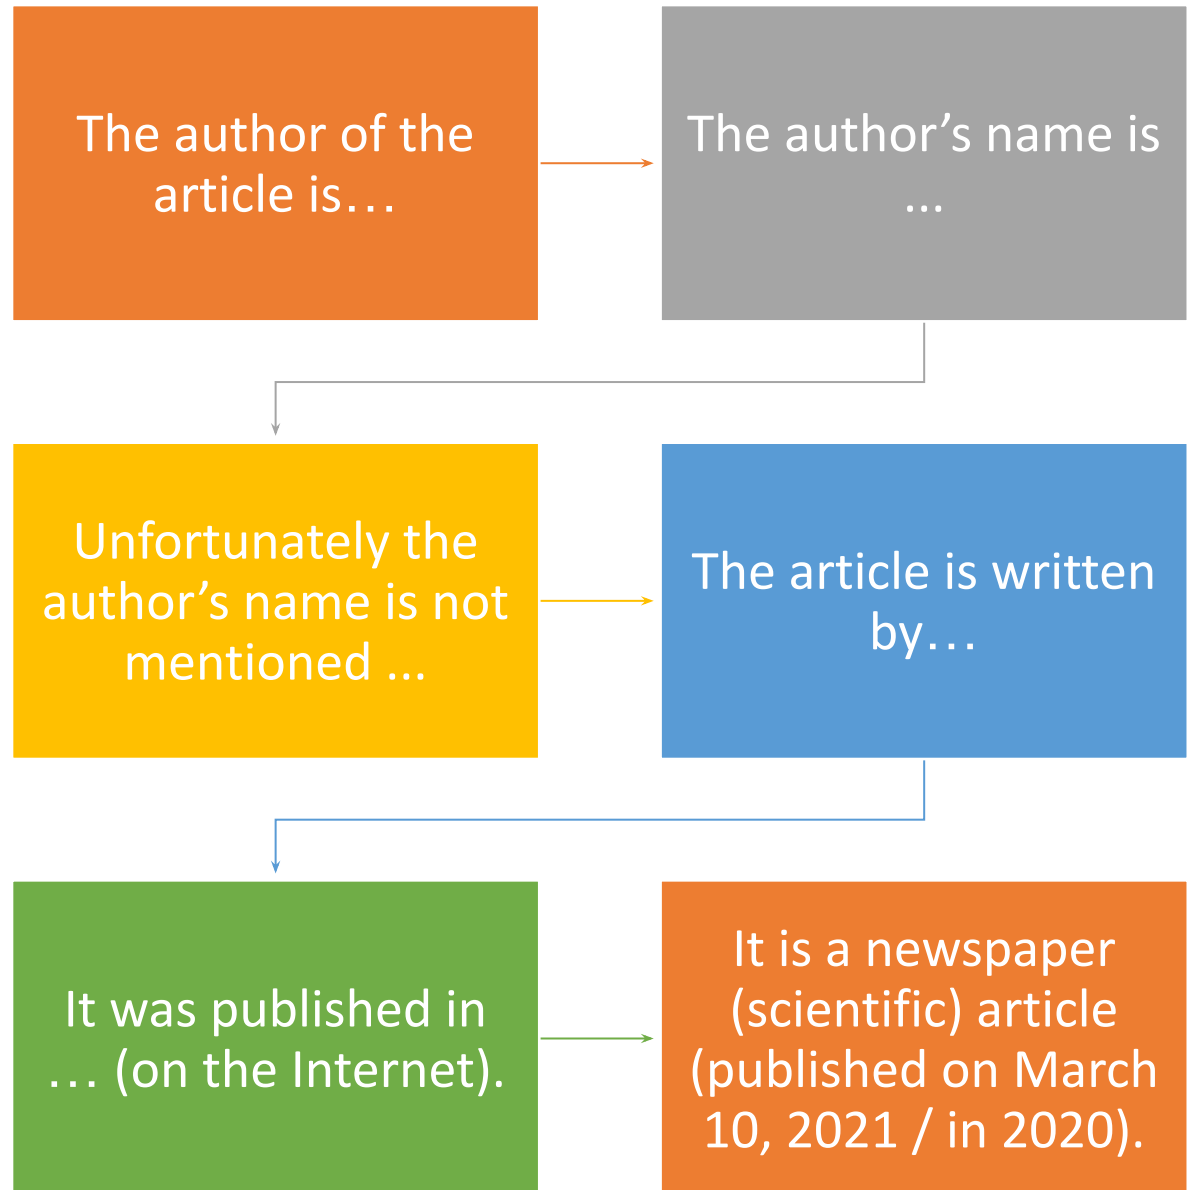 The author of the
article is…
The author’s name is
...
Unfortunately the
author’s name is not
mentioned ...
The article is written
by…
It was published in
… (on the Internet).
It is a newspaper
(scientific) article
(published on March
10, 2021 / in 2020).